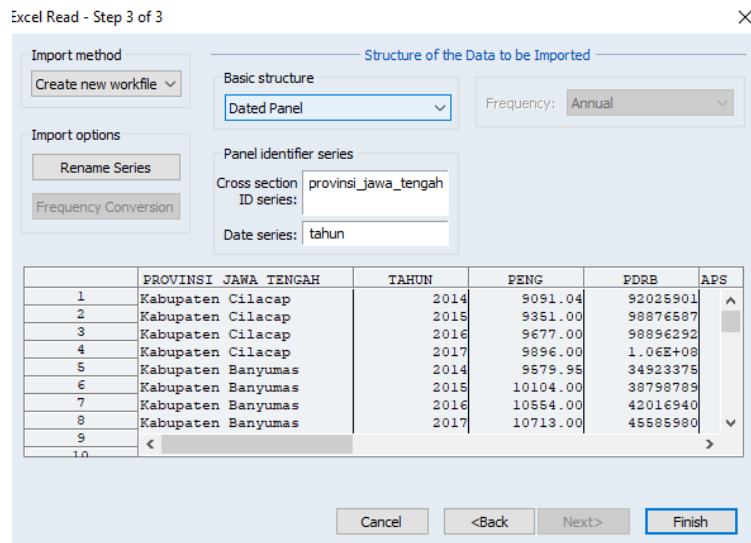 Excel Read - Step 3 of 3
Import method
Create new workfile
Structure of the Data to be Imported
Basic structure
Dated Panel
Frequency: Annual
Import options
Rename Series
Frequency Conversion
Panel identifier series
Cross section ID series: provinsi_jawa_tengah
Date series: tahun
PROVINSI JAWA TENGAH TAHUN PENG PDRB APS
1 Kabupaten Cilacap 2014 9091.04 92025901
2 Kabupaten Cilacap 2015 9351.00 98876587
3 Kabupaten Cilacap 2016 9677.00 98896292
4 Kabupaten Cilacap 2017 9896.00 1.06E+08
5 Kabupaten Banyumas 2014 9579.95 34923375
6 Kabupaten Banyumas 2015 10104.00 38798789
7 Kabupaten Banyumas 2016 10554.00 42016940
8 Kabupaten Banyumas 2017 10713.00 45585980
9
10
Cancel <Back Next> Finish